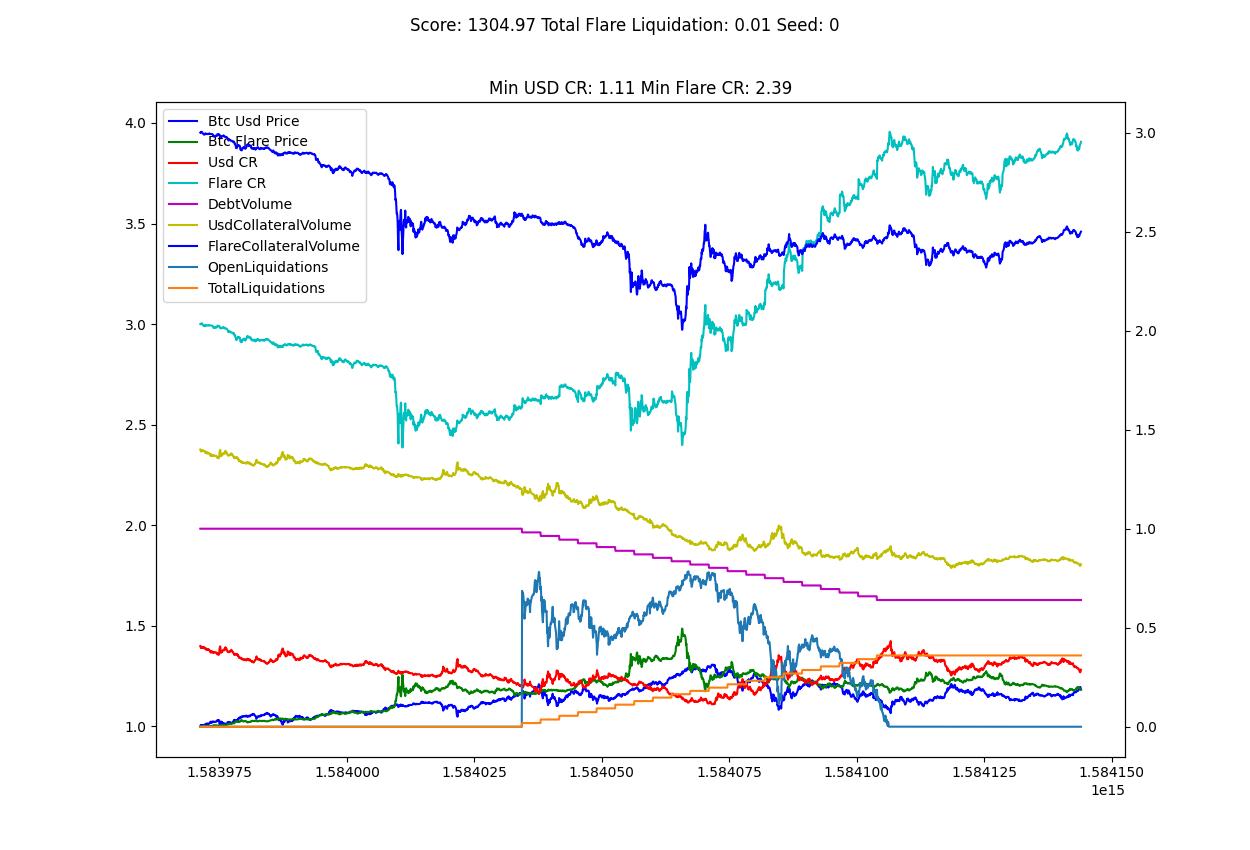 Score: 1304.97 Total Flare Liquidation: 0.01 Seed: 0
Min USD CR: 1.11 Min Flare CR: 2.39
Btc Usd Price
Btc Flare Price
Usd CR
Flare CR
DebtVolume
UsdCollateralVolume
FlareCollateralVolume
OpenLiquidations
TotalLiquidations
4.0
3.5
3.0
2.5
2.0
1.5
1.0
3.0
2.5
2.0
1.5
1.0
0.5
0.0
1.583975 1.584000 1.584025 1.584050 1.584075 1.584100 1.584125 1.584150
1e15